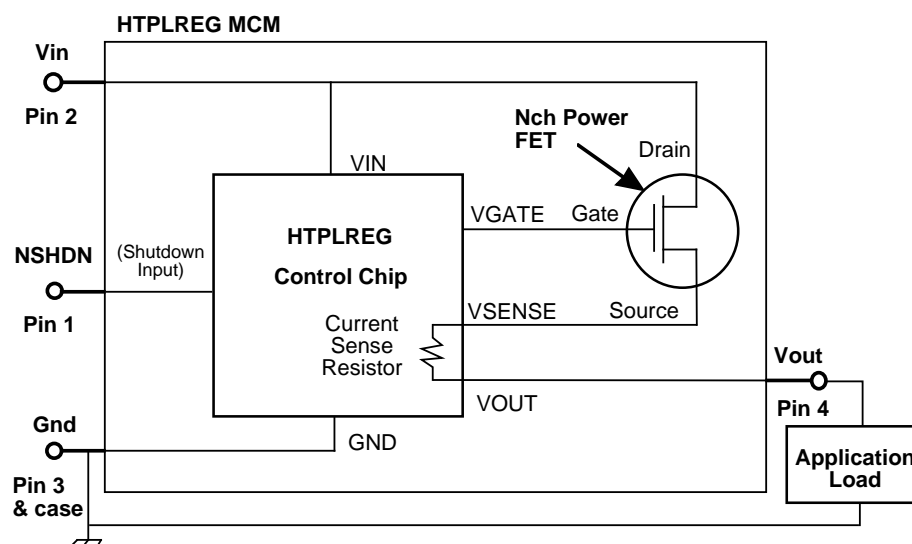 HTPLREG MCM
Vin
Pin 2
Nch Power
FET
Drain
VIN
VGATE
Gate
HTPLREG
Control Chip
NSHDN
(Shutdown
Input)
Pin 1
VSENSE
Source
Current
Sense
Resistor
Vout
VOUT
Pin 4
Gnd
GND
Pin 3
& case
Application
Load